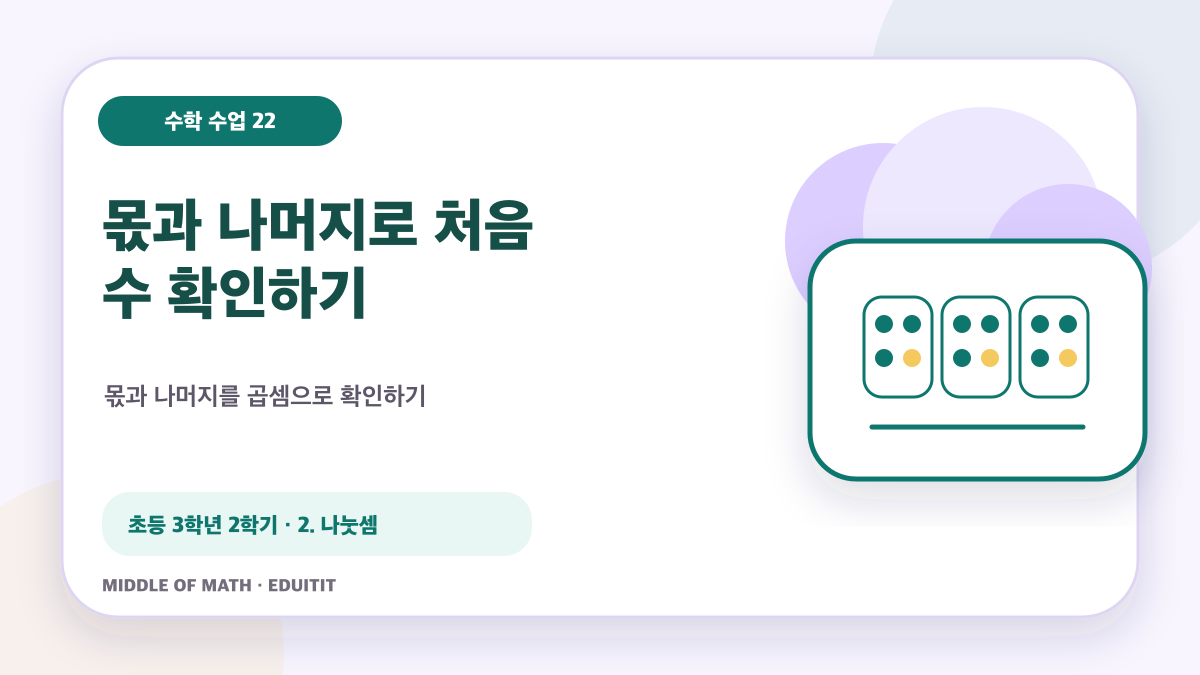 수학 수업 22
몫과 나머지로 처음
수 확인하기
몫과 나머지를 곱셈으로 확인하기
초등 3학년 2학기 · 2. 나눗셈
MIDDLE OF MATH · EDUITIT